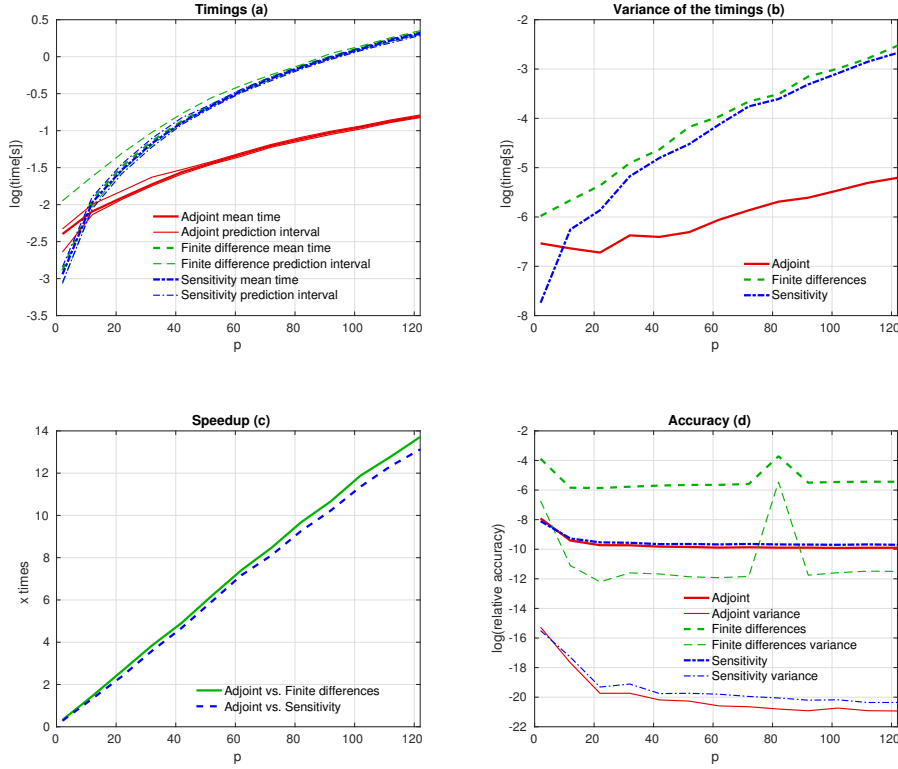 Timings (a)
0.5
0
-0.5
-1
-1.5
-2
-2.5
-3
-3.5
log(time[s])
Adjoint mean time
Adjoint prediction interval
Finite difference mean time
Finite difference prediction interval
Sensitivity mean time
Sensitivity prediction interval
0 20 40 60 80 100 120
p
Variance of the timings (b)
-2
-3
-4
-5
-6
-7
-8
log(time[s])
Adjoint
Finite differences
Sensitivity
0 20 40 60 80 100 120
p
Speedup (c)
14
12
10
8
6
4
2
0
x times
Adjoint vs. Finite differences
Adjoint vs. Sensitivity
0 20 40 60 80 100 120
p
Accuracy (d)
-2
-4
-6
-8
-10
-12
-14
-16
-18
-20
-22
log(relative accuracy)
Adjoint
Adjoint variance
Finite differences
Finite differences variance
Sensitivity
Sensitivity variance
0 20 40 60 80 100 120
p